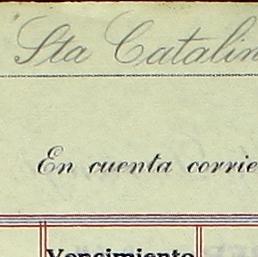 Sta Catalin
En cuenta corrie
Vencimiento